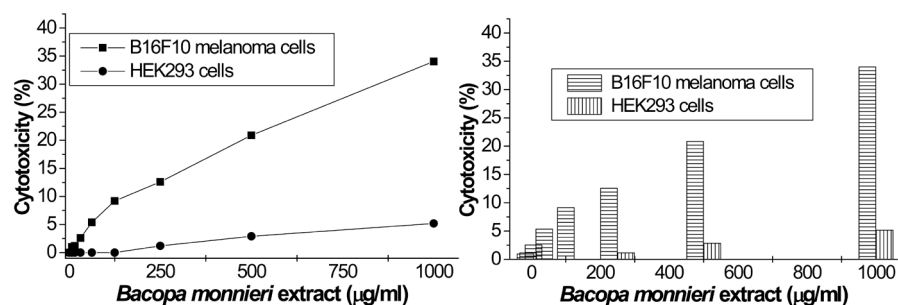 40
35
30
25
20
15
10
5
0
Cytotoxicity (%)
B16F10 melanoma cells
HEK293 cells
0 250 500 750 1000
Bacopa monnieri extract (μg/ml)
40
35
30
25
20
15
10
5
0
Cytotoxicity (%)
B16F10 melanoma cells
HEK293 cells
0 200 400 600 800 1000
Bacopa monnieri extract (μg/ml)